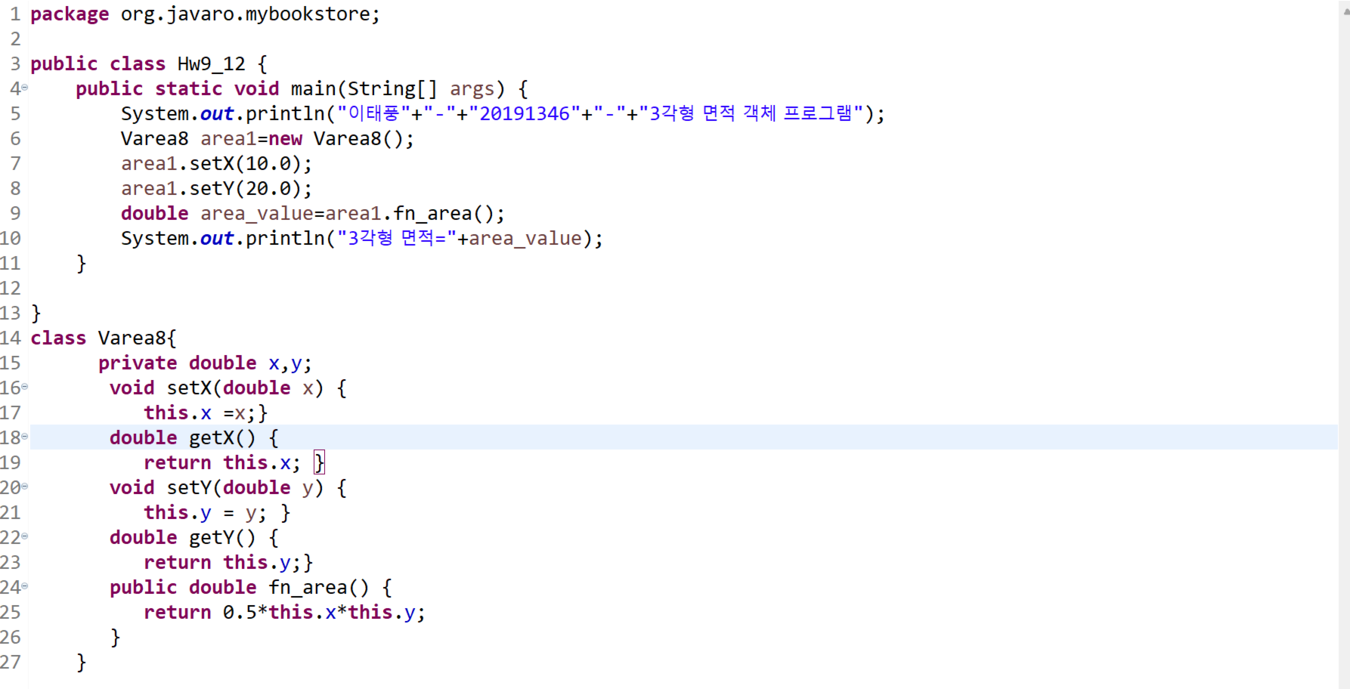 1 package org.javaro.mybookstore;
2
3 public class Hw9_12 {
4     public static void main(String[] args) {
5         System.out.println("이태풍"+"-"+"20191346"+"-"+"3각형 면적 객체 프로그램");
6         Varea8 area1=new Varea8();
7         area1.setX(10.0);
8         area1.setY(20.0);
9         double area_value=area1.fn_area();
10         System.out.println("3각형 면적="+area_value);
11     }
12
13 }
14 class Varea8{
15       private double x,y;
16        void setX(double x) {
17           this.x =x;}
18        double getX() {
19           return this.x; }
20        void setY(double y) {
21           this.y = y; }
22        double getY() {
23           return this.y;}
24        public double fn_area() {
25           return 0.5*this.x*this.y;
26        }
27     }